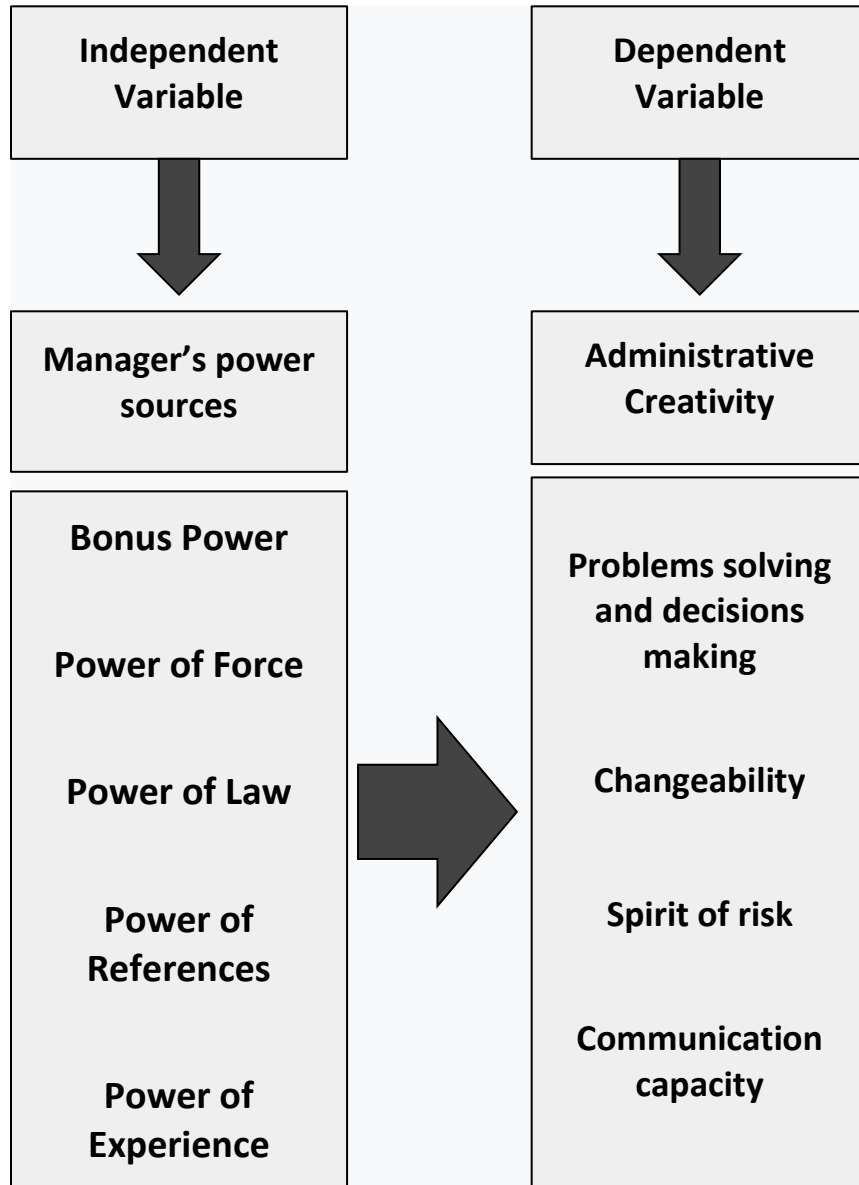 Independent
Variable
Dependent
Variable
Manager’s power
sources
Administrative
Creativity
Bonus Power
Power of Force
Power of Law
Power of
References
Power of
Experience
Problems solving
and decisions
making
Changeability
Spirit of risk
Communication
capacity